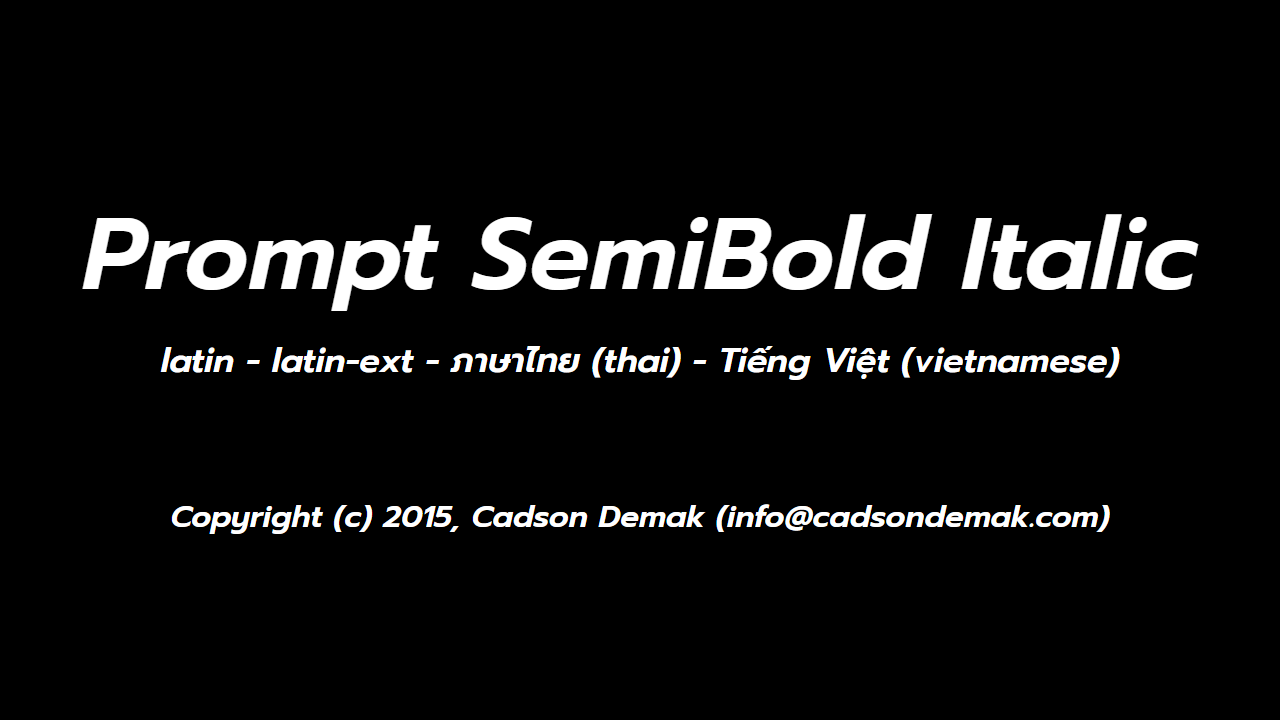 Prompt SemiBold Italic
latin - latin-ext - ภาษาไทย (thai) - Tiếng Việt (vietnamese)
Copyright (c) 2015, Cadson Demak (info@cadsondemak.com)